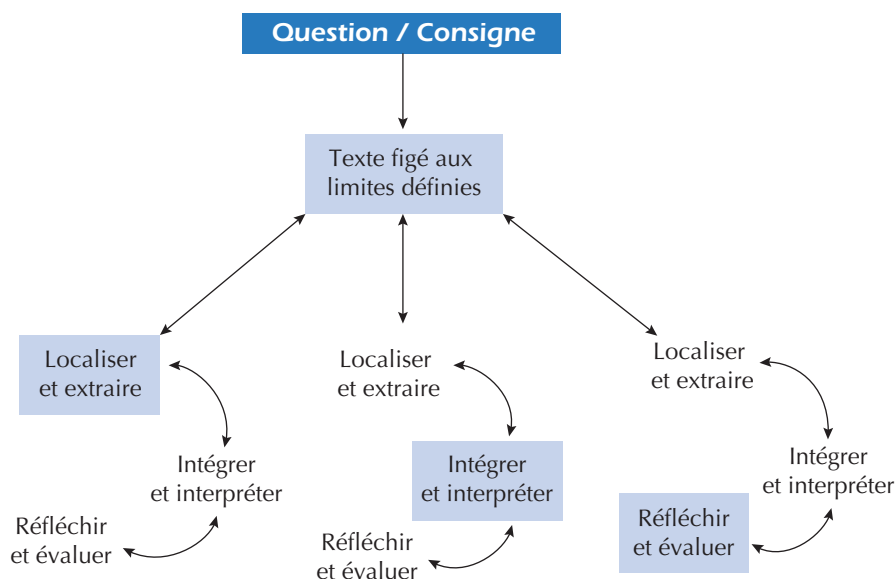 Question / Consigne
Texte figé aux
limites définies
Localiser
et extraire
Intégrer
et interpréter
Réfléchir
et évaluer
Localiser
et extraire
Intégrer
et interpréter
Réfléchir
et évaluer
Localiser
et extraire
Intégrer
et interpréter
Réfléchir
et évaluer